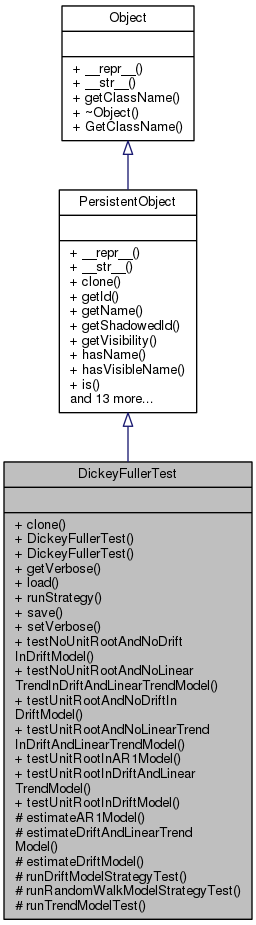 Object
+ __repr__()
+ __str__()
+ getClassName()
+ ~Object()
+ GetClassName()
PersistentObject
+ __repr__()
+ __str__()
+ clone()
+ getId()
+ getName()
+ getShadowedId()
+ getVisibility()
+ hasName()
+ hasVisibleName()
+ is()
and 13 more...
DickeyFullerTest
+ clone()
+ DickeyFullerTest()
+ DickeyFullerTest()
+ getVerbose()
+ load()
+ runStrategy()
+ save()
+ setVerbose()
+ testNoUnitRootAndNoDrift
InDriftModel()
+ testNoUnitRootAndNoLinear
TrendInDriftAndLinearTrendModel()
+ testUnitRootAndNoDriftIn
DriftModel()
+ testUnitRootAndNoLinearTrend
InDriftAndLinearTrendModel()
+ testUnitRootInAR1Model()
+ testUnitRootInDriftAndLinear
TrendModel()
+ testUnitRootInDriftModel()
# estimateAR1Model()
# estimateDriftAndLinearTrend
Model()
# estimateDriftModel()
# runDriftModelStrategyTest()
# runRandomWalkModelStrategyTest()
# runTrendModelTest()